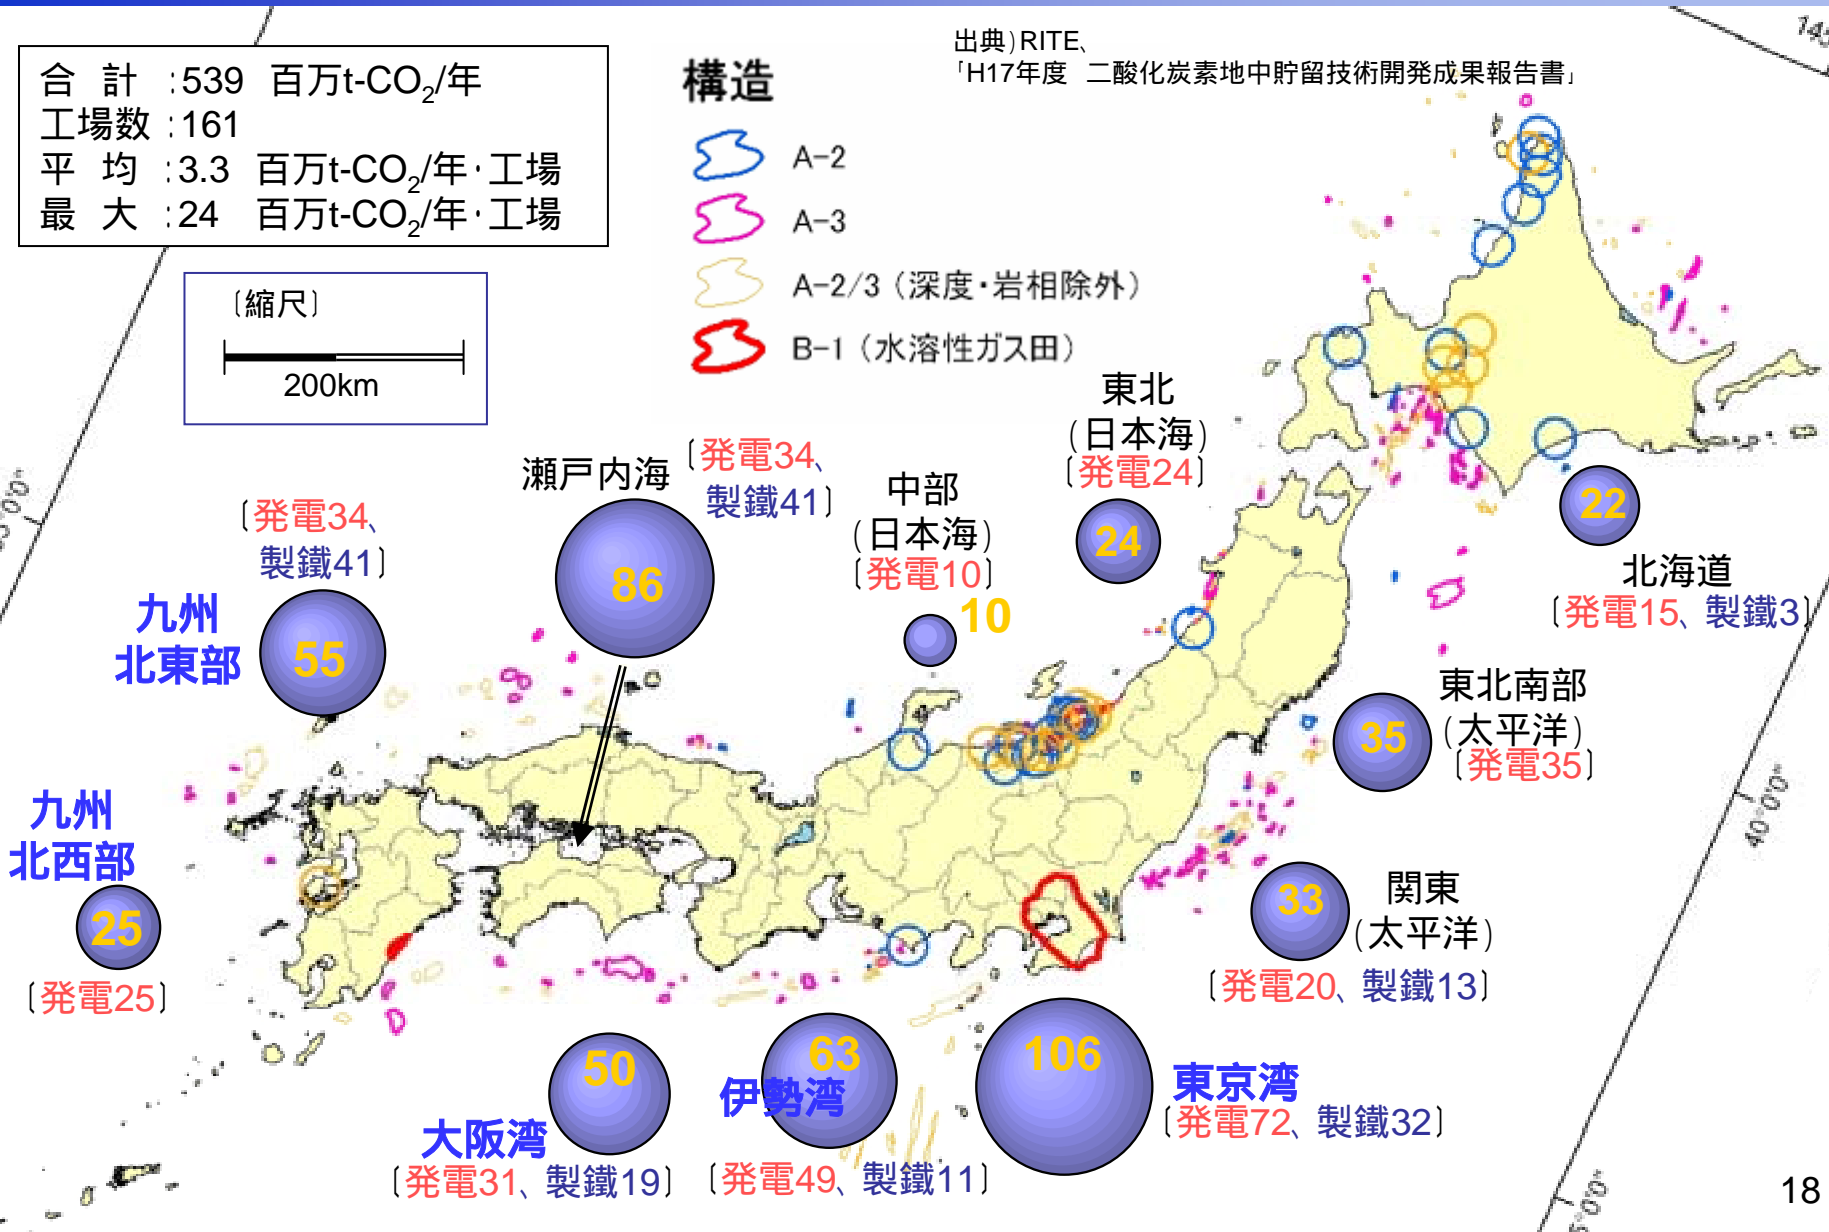 合 計 :539 百万t-CO2/年
工場数 :161
平 均 :3.3 百万t-CO2/年・工場
最 大 :24 百万t-CO2/年・工場
出典)RITE、
「H17年度 二酸化炭素地中貯留技術開発成果報告書」
構造
A-2
A-3
A-2/3（深度・岩相除外）
B-1（水溶性ガス田）
〔縮尺〕
200km
東北
(日本海)
〔発電24〕
24
瀬戸内海
〔発電34、
製鐵41〕
86
中部
(日本海)
〔発電10〕
10
〔発電34、
製鐵41〕
九州
北東部
55
22
北海道
〔発電15、製鐵3〕
東北南部
(太平洋)
〔発電35〕
35
九州
北西部
25
〔発電25〕
33
関東
(太平洋)
〔発電20、製鐵13〕
50
大阪湾
〔発電31、製鐵19〕
63
伊勢湾
〔発電49、製鐵11〕
106
東京湾
〔発電72、製鐵32〕
40°0'0"
18